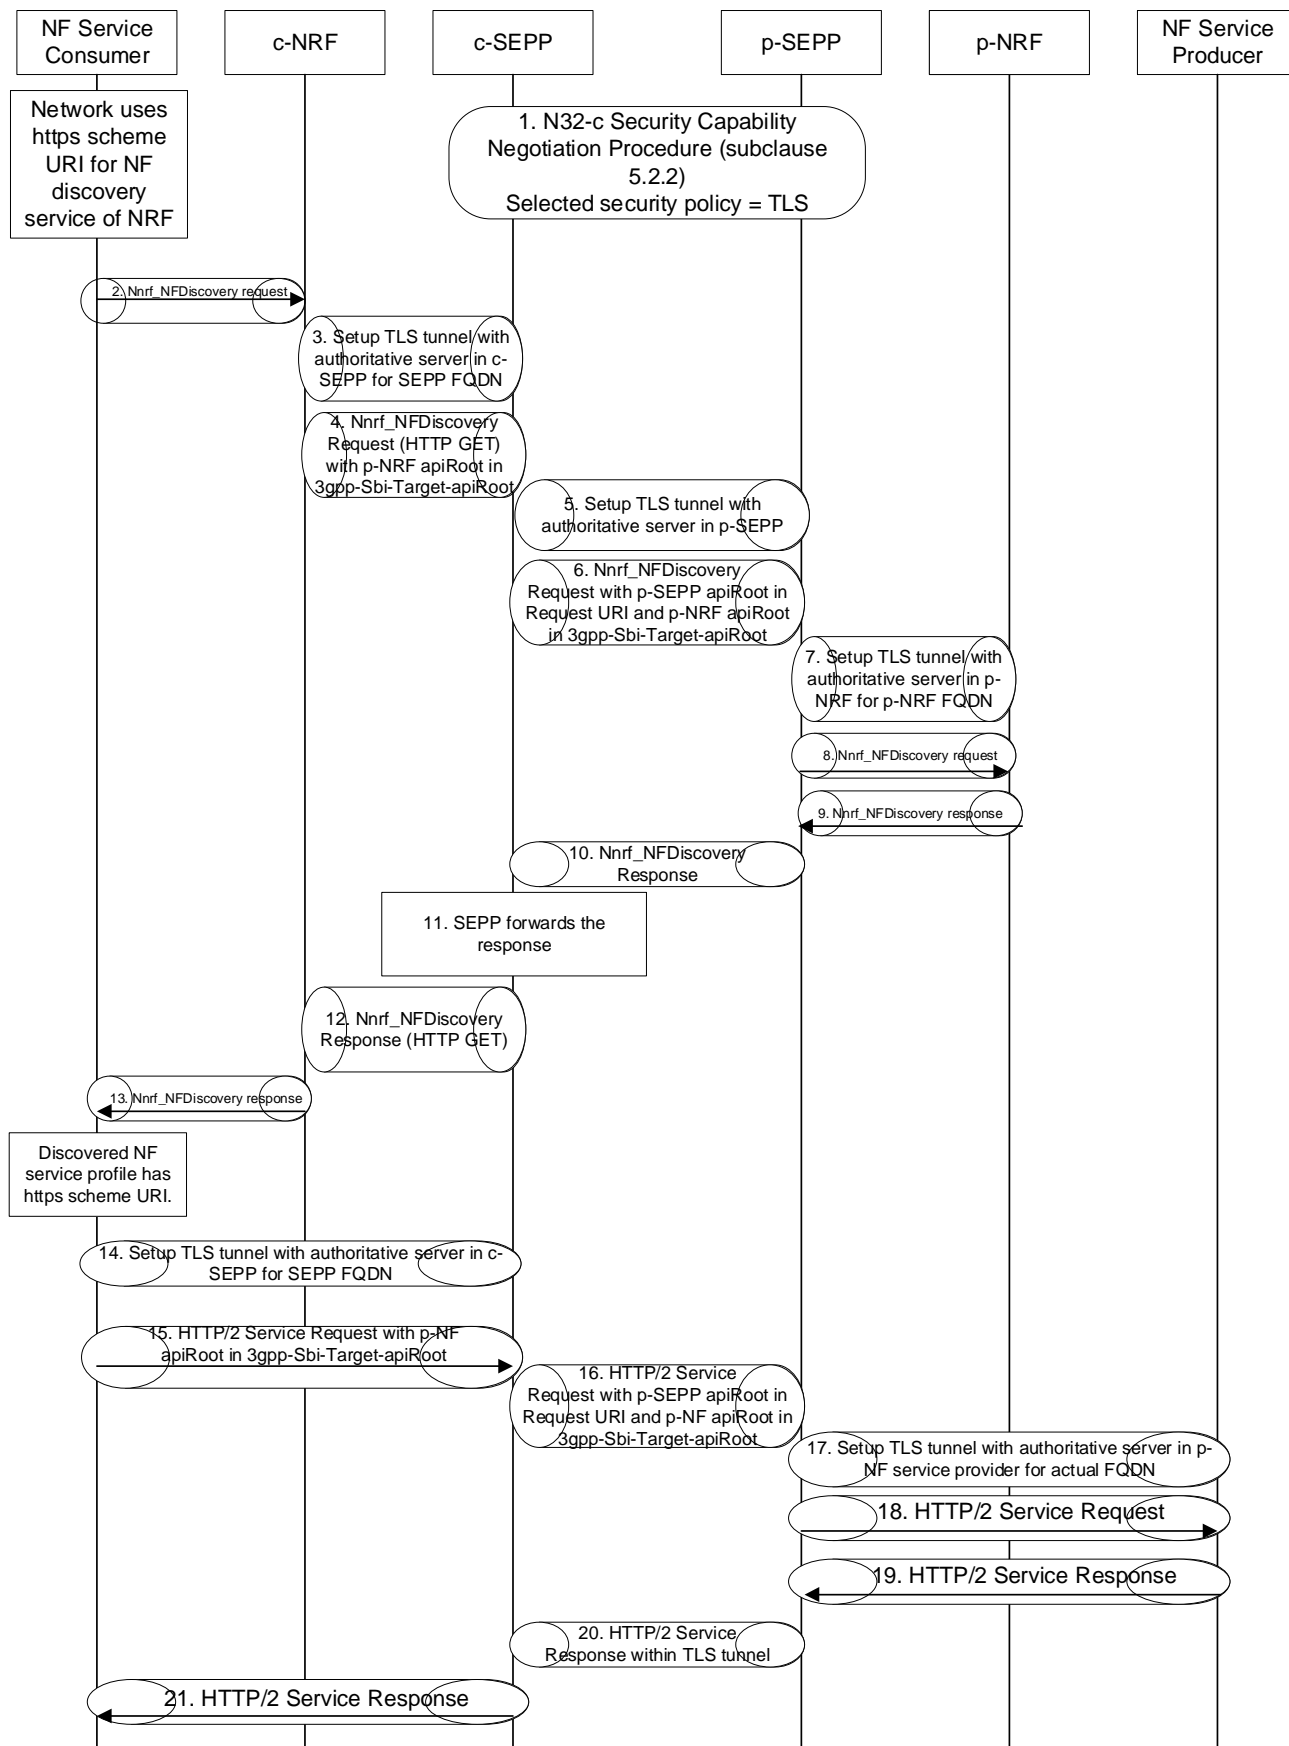 NF Service
Consumer
c-NRF
c-SEPP
p-SEPP
p-NRF
NF Service
Producer
Network uses
https scheme
URI for NF
discovery
service of NRF
1. N32-c Security Capability
Negotiation Procedure (subclause
5.2.2)
Selected security policy = TLS
2. Nnrf_NFDiscovery request
3. Setup TLS tunnel with
authoritative server in c-
SEPP for SEPP FQDN
4. Nnrf_NFDiscovery
Request (HTTP GET)
with p-NRF apiRoot in
3gpp-Sbi-Target-apiRoot
5. Setup TLS tunnel with
authoritative server in p-SEPP
6. Nnrf_NFDiscovery
Request with p-SEPP apiRoot in
Request URI and p-NRF apiRoot
in 3gpp-Sbi-Target-apiRoot
7. Setup TLS tunnel with
authoritative server in p-
NRF for p-NRF FQDN
8. Nnrf_NFDiscovery request
9. Nnrf_NFDiscovery response
10. Nnrf_NFDiscovery
Response
11. SEPP forwards the
response
12. Nnrf_NFDiscovery
Response (HTTP GET)
13. Nnrf_NFDiscovery response
Discovered NF
service profile has
https scheme URI.
14. Setup TLS tunnel with authoritative server in c-
SEPP for SEPP FQDN
15. HTTP/2 Service Request with p-NF
apiRoot in 3gpp-Sbi-Target-apiRoot
16. HTTP/2 Service
Request with p-SEPP apiRoot in
Request URI and p-NF apiRoot in
3gpp-Sbi-Target-apiRoot
17. Setup TLS tunnel with authoritative server in p-
NF service provider for actual FQDN
18. HTTP/2 Service Request
19. HTTP/2 Service Response
20. HTTP/2 Service
Response within TLS tunnel
21. HTTP/2 Service Response